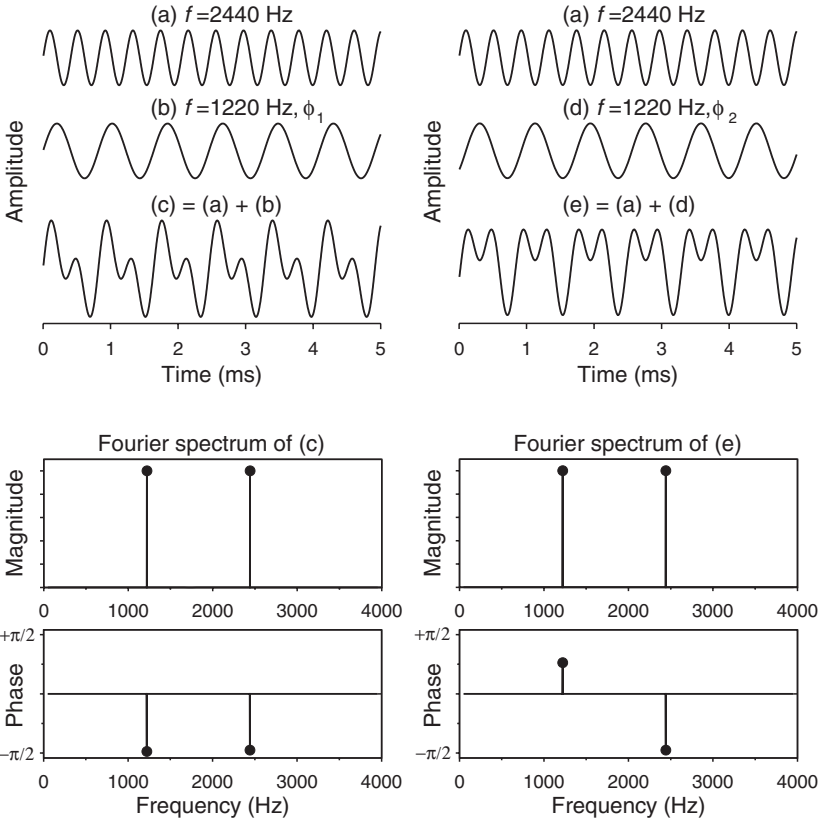 (a) f=2440 Hz
(b) f=1220 Hz, ϕ1
(c) = (a) + (b)
Amplitude
0 1 2 3 4 5
Time (ms)
(a) f=2440 Hz
(d) f=1220 Hz,ϕ2
(e) = (a) + (d)
Amplitude
0 1 2 3 4 5
Time (ms)
Fourier spectrum of (c)
Magnitude
0 1000 2000 3000 4000
+π/2
Phase
−π/2
0 1000 2000 3000 4000
Frequency (Hz)
Fourier spectrum of (e)
Magnitude
0 1000 2000 3000 4000
+π/2
Phase
−π/2
0 1000 2000 3000 4000
Frequency (Hz)